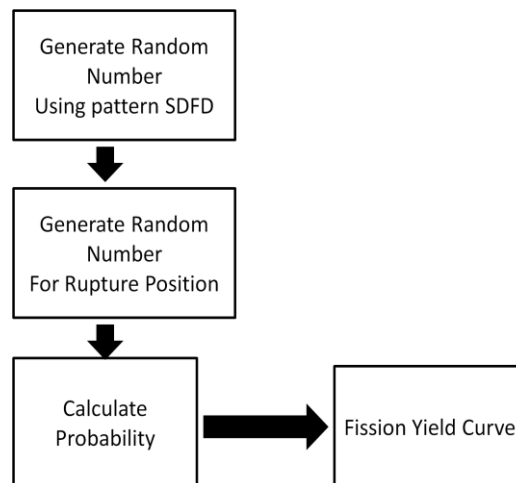 Generate Random
Number
Using pattern SDFD
Generate Random
Number
For Rupture Position
Calculate
Probability
Fission Yield Curve